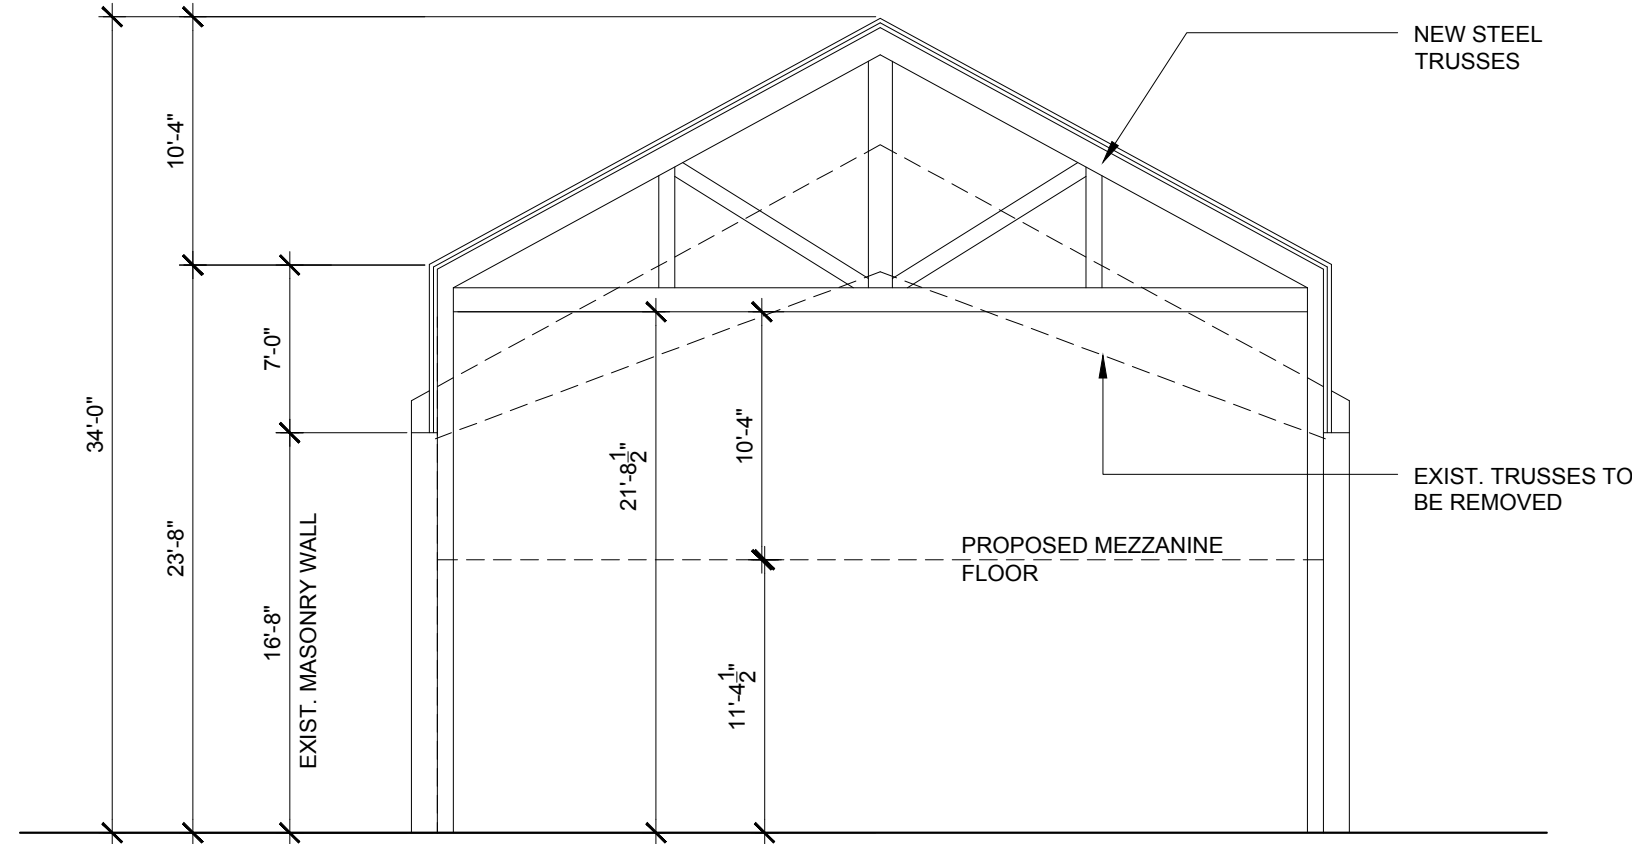 NEW STEEL
TRUSSES
10'-4"
7'-0"
34'-0"
10'-4"
21'-8½"
EXIST. TRUSSES TO
BE REMOVED
23'-8"
PROPOSED MEZZANINE
FLOOR
16'-8"
EXIST. MASONRY WALL
11'-4½"